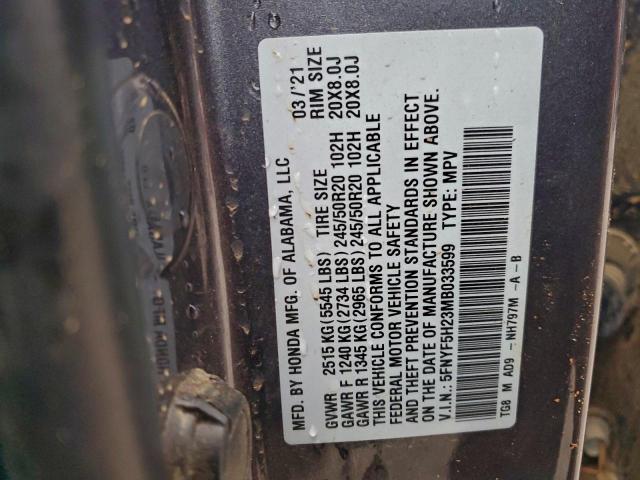 MFD. BY HONDA MFG. OF ALABAMA, LLC 03/'21
GVWR 2515 KG(5545 LBS) TIRE SIZE RIM SIZE
GAWR F 1240 KG(2734 LBS) 245/50R20 102H 20X8.0J
GAWR R 1345 KG(2965 LBS) 245/50R20 102H 20X8.0J
THIS VEHICLE CONFORMS TO ALL APPLICABLE
FEDERAL MOTOR VEHICLE SAFETY
AND THEFT PREVENTION STANDARDS IN EFFECT
ON THE DATE OF MANUFACTURE SHOWN ABOVE.
V.I.N.: 5FNYF5H23MB033599 TYPE: MPV
TG8 M AD9 - NH797M -A-B